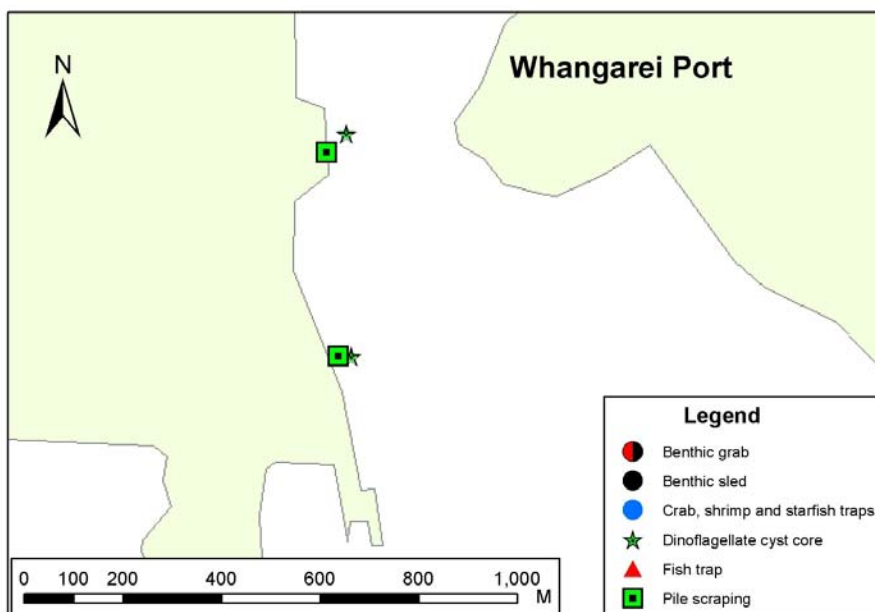 Whangarei Port
N
Legend
Benthic grab
Benthic sled
Crab, shrimp and starfish traps
Dinoflagellate cyst core
Fish trap
Pile scraping
0 100 200 400 600 800 1,000
M